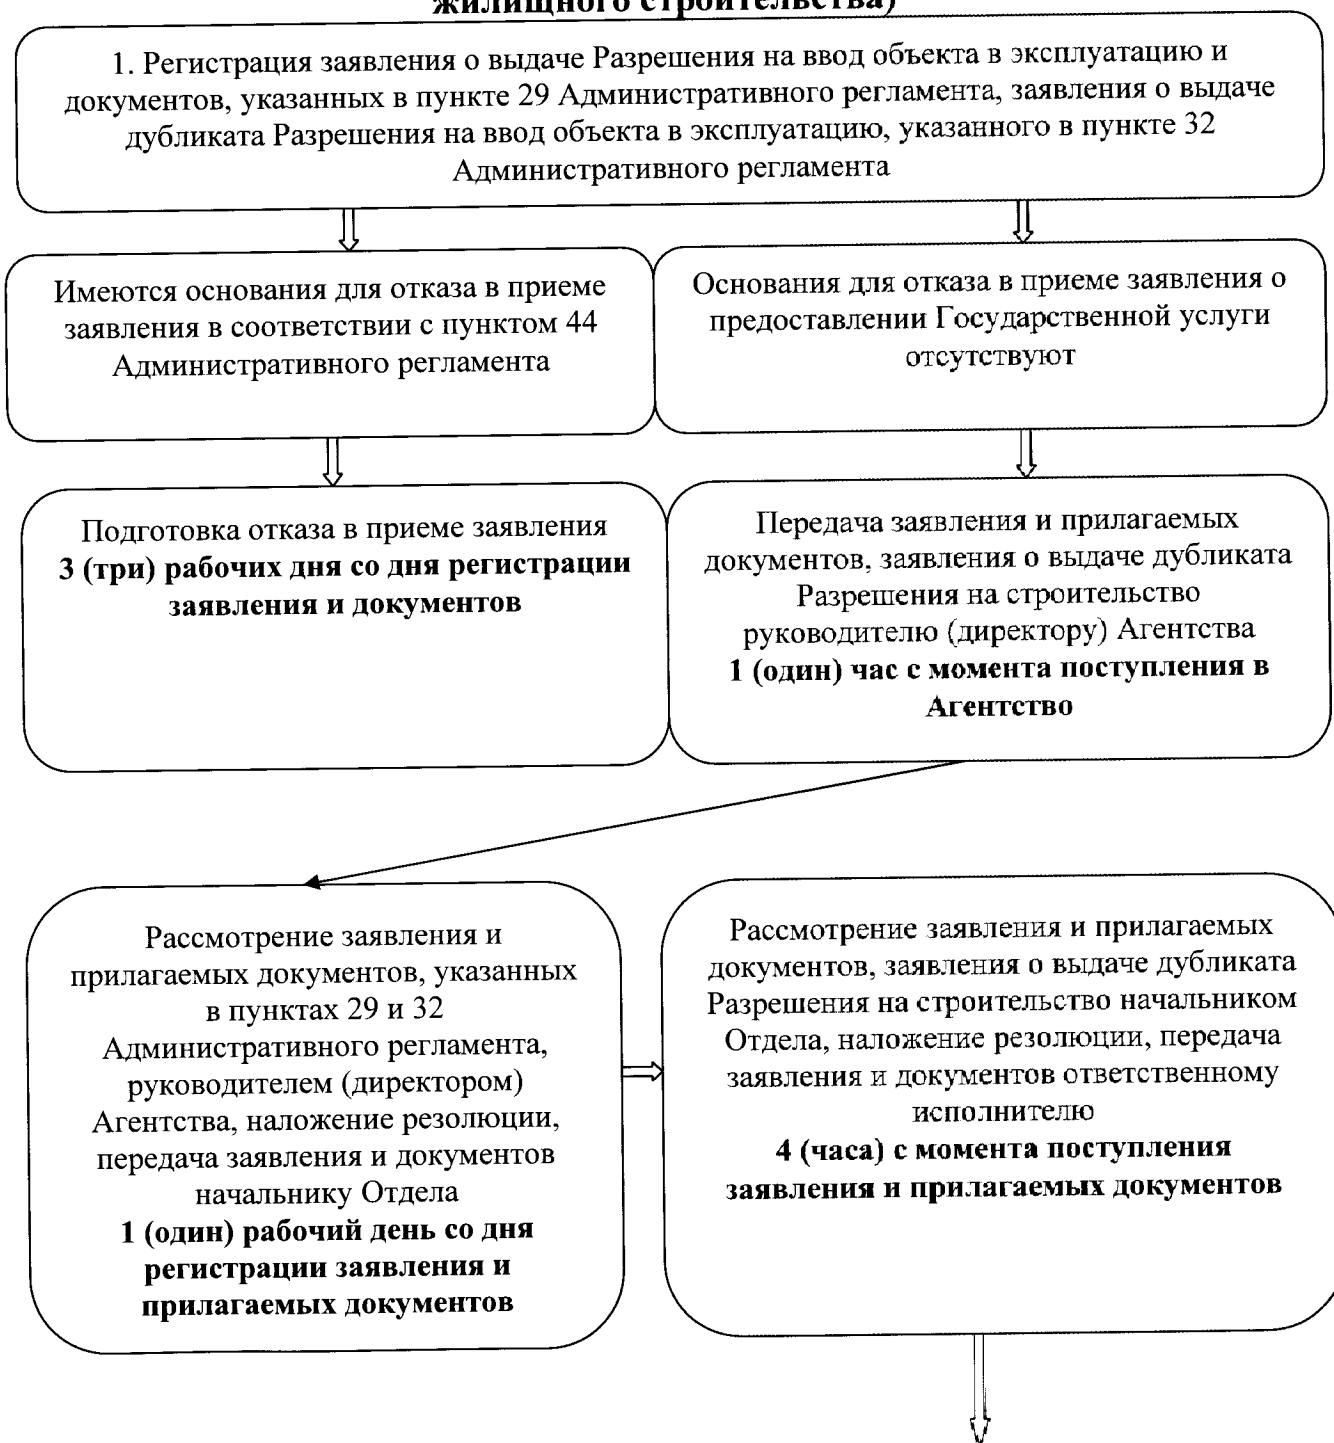 жилищного строительства)
1. Регистрация заявления о выдаче Разрешения на ввод объекта в эксплуатацию и
документов, указанных в пункте 29 Административного регламента, заявления о выдаче
дубликата Разрешения на ввод объекта в эксплуатацию, указанного в пункте 32
Административного регламента
Имеются основания для отказа в приеме
заявления в соответствии с пунктом 44
Административного регламента
Основания для отказа в приеме заявления о
предоставлении Государственной услуги
отсутствуют
Подготовка отказа в приеме заявления
3 (три) рабочих дня со дня регистрации
заявления и документов
Передача заявления и прилагаемых
документов, заявления о выдаче дубликата
Разрешения на строительство
руководителю (директору) Агентства
1 (один) час с момента поступления в
Агентство
Рассмотрение заявления и
прилагаемых документов, указанных
в пунктах 29 и 32
Административного регламента,
руководителем (директором)
Агентства, наложение резолюции,
передача заявления и документов
начальнику Отдела
1 (один) рабочий день со дня
регистрации заявления и
прилагаемых документов
Рассмотрение заявления и прилагаемых
документов, заявления о выдаче дубликата
Разрешения на строительство начальником
Отдела, наложение резолюции, передача
заявления и документов ответственному
исполнителю
4 (часа) с момента поступления
заявления и прилагаемых документов